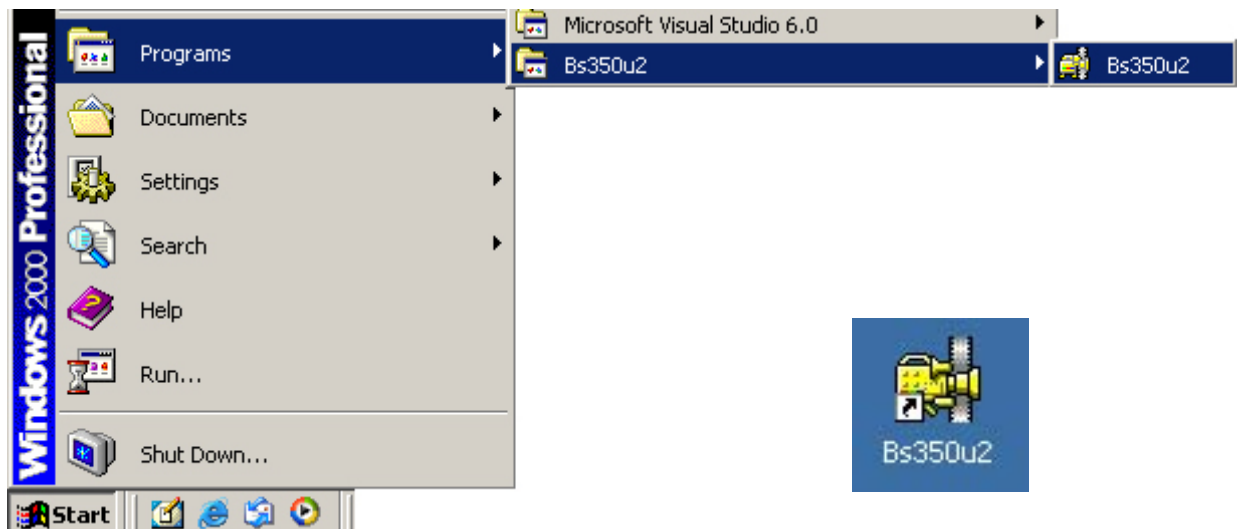 Windows 2000 Professional
Programs
Documents
Settings
Search
Help
Run...
Shut Down...
Start
Microsoft Visual Studio 6.0
Bs350u2
Bs350u2
Bs350u2